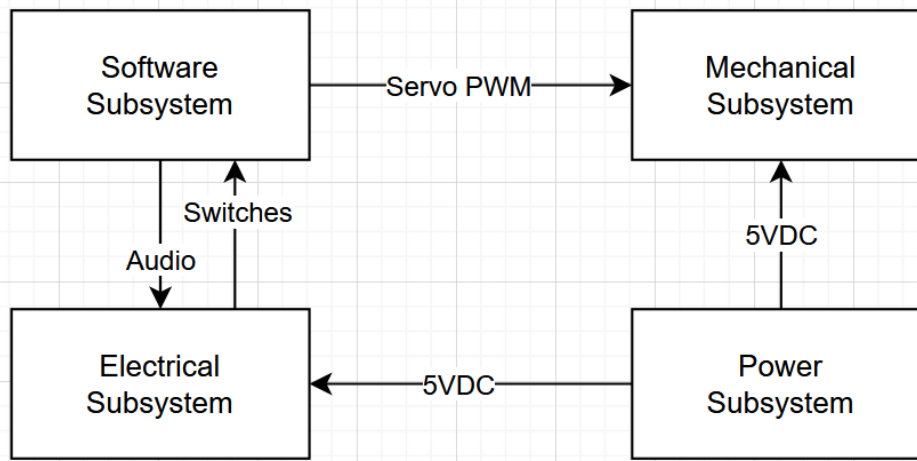 Software
Subsystem
Servo PWM
Mechanical
Subsystem
Switches
5VDC
Audio
Electrical
Subsystem
5VDC
Power
Subsystem